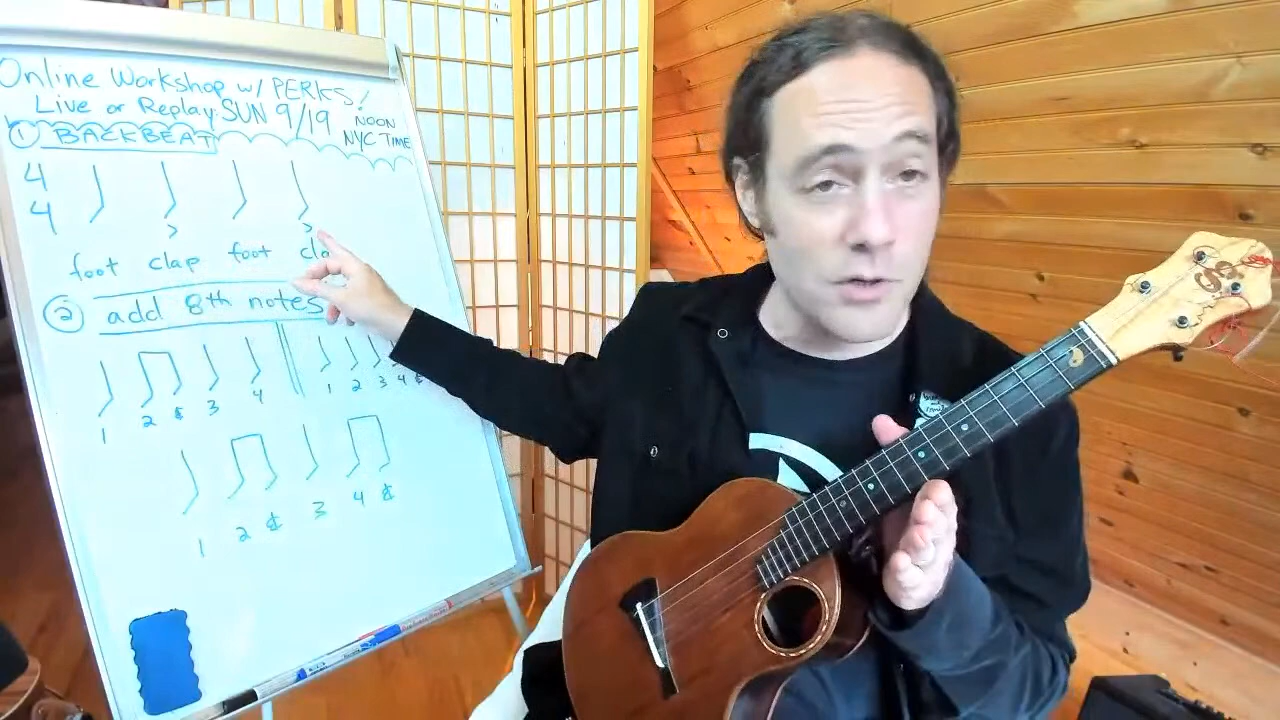 Online Workshop w/ PERKS!
Live or Replay: SUN 9/19 NOON
NYC TIME
① BACKBEAT
4
4
> >
foot clap foot cla
② add 8th notes
1 2 & 3 4 1 2 3 4 &
1 2 & 3 4 &